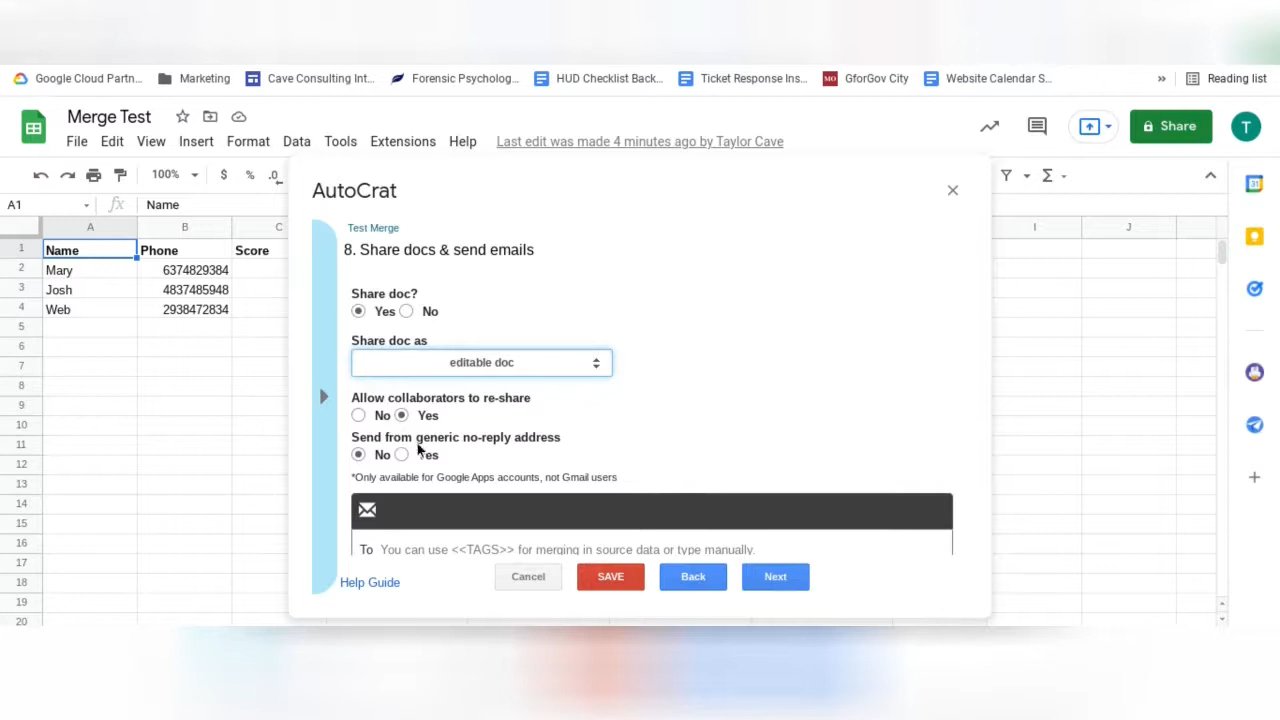 Google Cloud Partn... Marketing Cave Consulting Int... Forensic Psycholog... HUD Checklist Back... Ticket Response Ins... MO GforGov City Website Calendar S... » Reading list
Merge Test
File Edit View Insert Format Data Tools Extensions Help Last edit was made 4 minutes ago by Taylor Cave
Share T
100% $ % .0 Σ
A1 fx Name
A B C I J
1 Name Phone Score
2 Mary 6374829384
3 Josh 4837485948
4 Web 2938472834
5
6
7
8
9
10
11
12
13
14
15
16
17
18
19
20
AutoCrat
Test Merge
8. Share docs & send emails
Share doc?
Yes No
Share doc as
editable doc
Allow collaborators to re-share
No Yes
Send from generic no-reply address
No Yes
*Only available for Google Apps accounts, not Gmail users
To You can use <<TAGS>> for merging in source data or type manually.
Help Guide Cancel SAVE Back Next
31